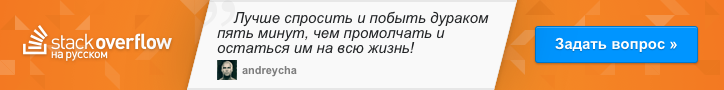 stackoverflow
на русском
Лучше спросить и побыть дураком
пять минут, чем промолчать и
остаться им на всю жизнь!
andreycha
Задать вопрос »